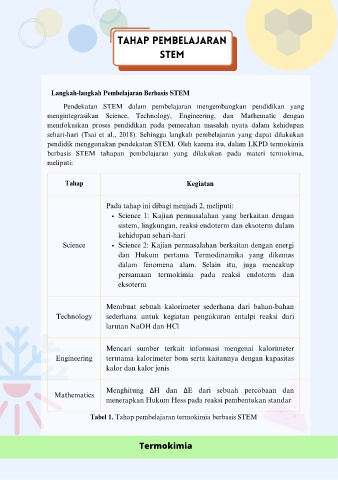 TAHAP PEMBELAJARAN
STEM
Langkah-langkah Pembelajaran Berbasis STEM
Pendekatan STEM dalam pembelajaran mengembangkan pendidikan yang
mengintegrasikan Science, Technology, Engineering, dan Mathematic dengan
memfokuskan proses pendidikan pada pemecahan masalah nyata dalam kehidupan
sehari-hari (Tsui et al., 2018). Sehingga langkah pembelajaran yang dapat dilakukan
pendidik menggunakan pendekatan STEM. Oleh karena itu, dalam LKPD termokimia
berbasis STEM tahapan pembelajaran yang dilakukan pada materi termokima,
melipati:
Tahap Kegiatan
Science
Pada tahap ini dibagi menjadi 2, meliputi:
• Science 1: Kajian permasalahan yang berkaitan dengan
sistem, lingkungan, reaksi endoterm dan eksoterm dalam
kehidupan sehari-hari
• Science 2: Kajian permasalahan berkaitan dengan energi
dan Hukum pertama Termodinamika yang dikemas
dalam fenomena alam. Selain itu, juga mencakup
persamaan termokimia pada reaksi endoterm dan
eksoterm
Technology
Membuat sebuah kalorimeter sederhana dari bahan-bahan
sederhana untuk kegiatan pengukuran entalpi reaksi dari
larutan NaOH dan HCl
Engineering
Mencari sumber terkait informasi mengenai kalorimeter
terutama kalorimeter bom serta kaitannya dengan kapasitas
kalor dan kalor jenis
Mathematics
Menghitung ΔH dan ΔE dari sebuah percobaan dan
menerapkan Hukum Hess pada reaksi pembentukan standar
Tabel 1. Tahap pembelajaran termokimia berbasis STEM
Termokimia